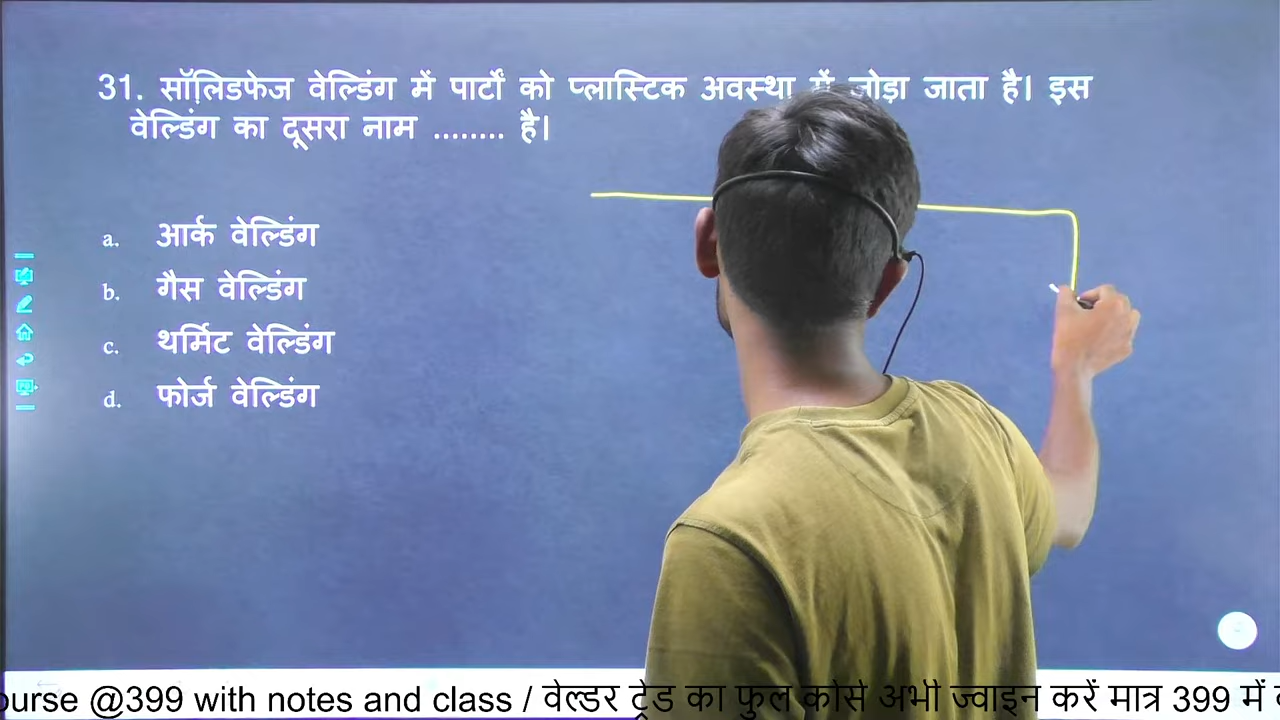 31. सॉलिडफेज वेल्डिंग में पार्टों को प्लास्टिक अवस्था में जोड़ा जाता है। इस
वेल्डिंग का दूसरा नाम ........ है।
a. आर्क वेल्डिंग
b. गैस वेल्डिंग
c. थर्मिट वेल्डिंग
d. फोर्ज वेल्डिंग
ourse @399 with notes and class / वेल्डर ट्रेड का फुल कोर्स अभी ज्वाइन करें मात्र 399 में